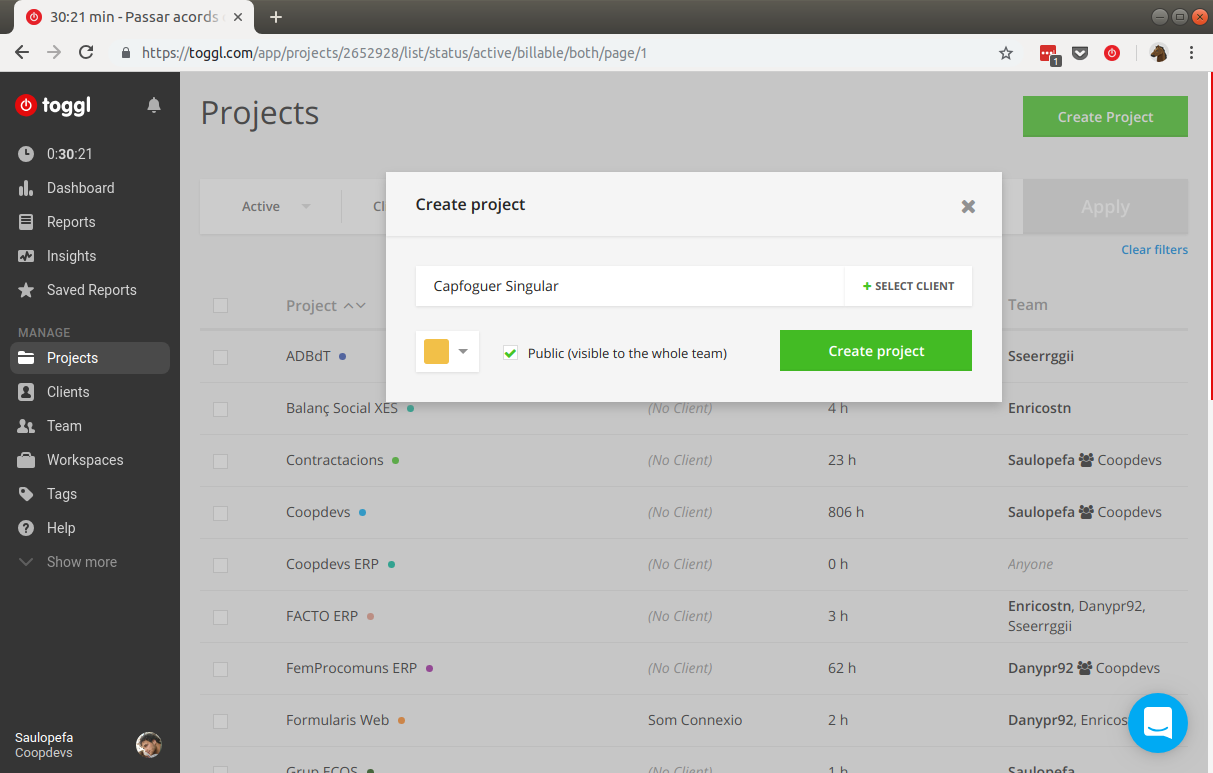 30:21 min - Passar acords
https://toggl.com/app/projects/2652928/list/status/active/billable/both/page/1
1
toggl
0:30:21
Dashboard
Reports
Insights
Saved Reports
MANAGE
Projects
Clients
Team
Workspaces
Tags
Help
Show more
Saulopefa
Coopdevs
Projects
Create Project
Active
Cl
Apply
Clear filters
Create project
Capfoguer Singular
+ SELECT CLIENT
Public (visible to the whole team)
Create project
Project
Team
ADBdT
Sseerrggii
Balanç Social XES (No Client) 4 h Enricostn
Contractacions (No Client) 23 h Saulopefa Coopdevs
Coopdevs (No Client) 806 h Saulopefa Coopdevs
Coopdevs ERP (No Client) 0 h Anyone
FACTO ERP (No Client) 3 h Enricostn, Danypr92,
Sseerrggii
FemProcomuns ERP (No Client) 62 h Danypr92 Coopdevs
Formularis Web Som Connexio 2 h Danypr92, Enricos
Grup ECOS (No Client) 1 h Saulopefa